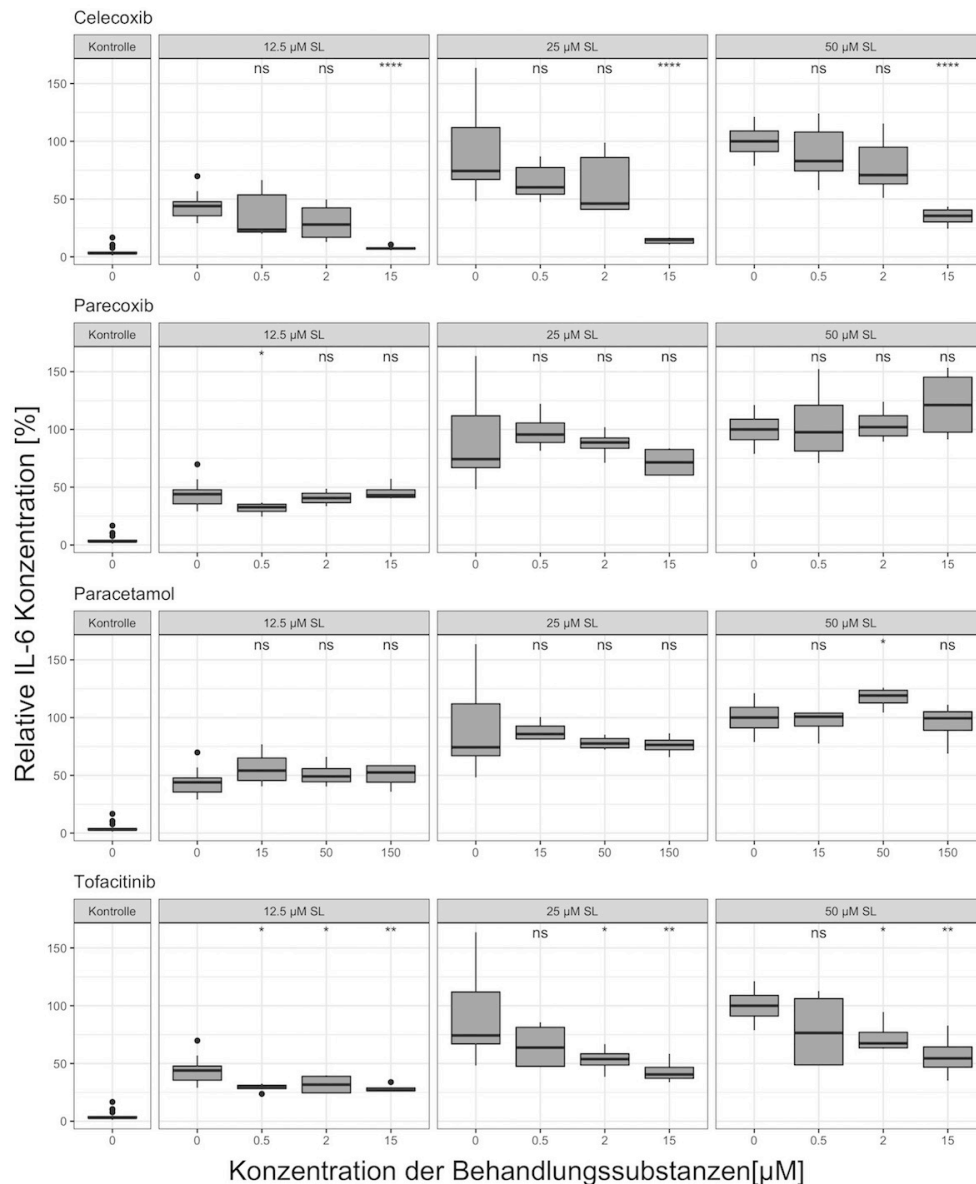 Celecoxib
Kontrolle 12.5 µM SL 25 µM SL 50 µM SL
ns ns **** ns ns **** ns ns ****
150
100
50
0
0 0 0.5 2 15 0 0.5 2 15 0 0.5 2 15
Parecoxib
Kontrolle 12.5 µM SL 25 µM SL 50 µM SL
* ns ns ns ns ns ns ns ns
150
100
50
0
0 0 0.5 2 15 0 0.5 2 15 0 0.5 2 15
Relative IL-6 Konzentration [%]
Paracetamol
Kontrolle 12.5 µM SL 25 µM SL 50 µM SL
ns ns ns ns ns ns ns * ns
150
100
50
0
0 0 15 50 150 0 15 50 150 0 15 50 150
Tofacitinib
Kontrolle 12.5 µM SL 25 µM SL 50 µM SL
* * ** ns * ** ns * **
150
100
50
0
0 0 0.5 2 15 0 0.5 2 15 0 0.5 2 15
Konzentration der Behandlungssubstanzen[µM]